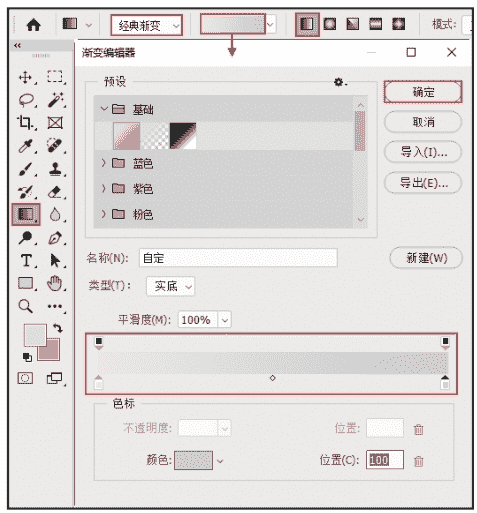 经典渐变
模式:
渐变编辑器
预设
基础
蓝色
紫色
粉色
确定
取消
导入(I)...
导出(E)...
名称(N): 自定
新建(W)
类型(T): 实底
平滑度(M): 100%
色标
不透明度: 位置:
颜色: 位置(C): 100